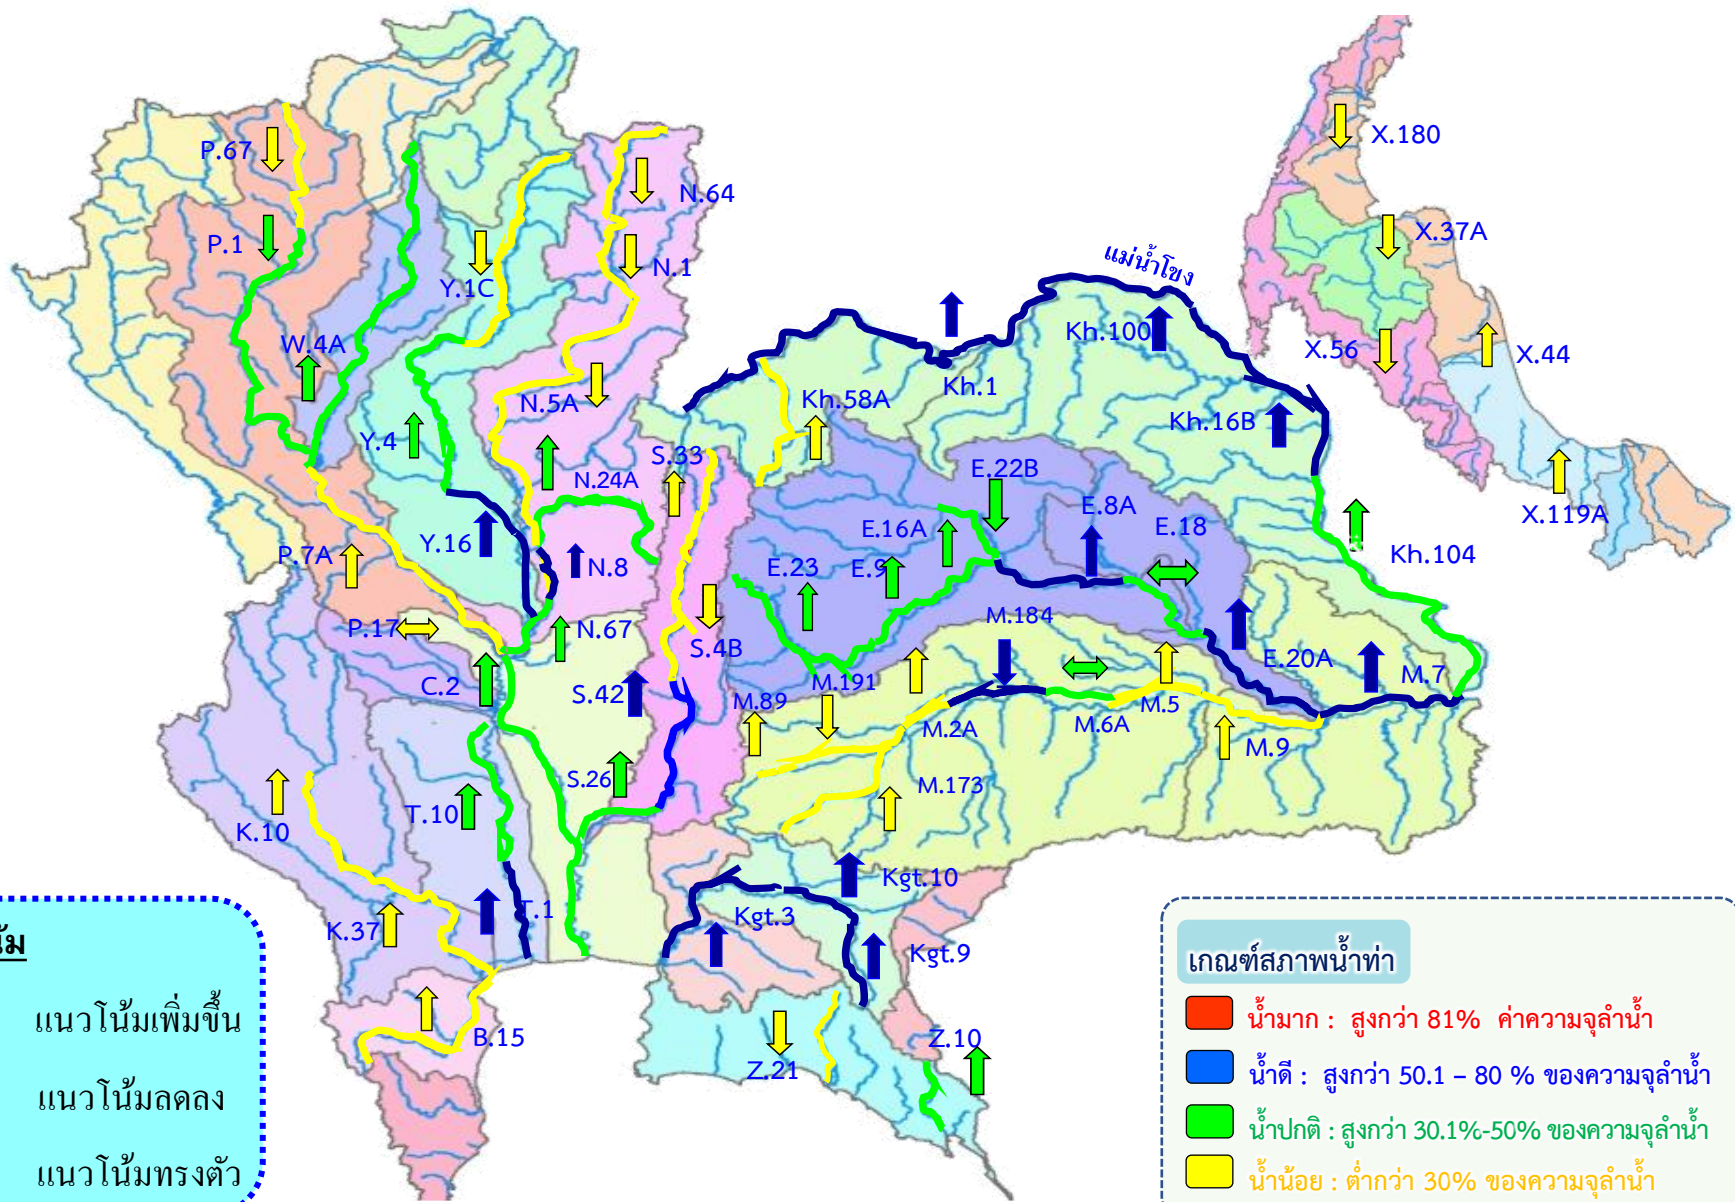 P.67
P.1
W.4A
Y.1C
N.64
N.1
N.5A
Y.4
N.24A
S.33
Y.16
N.8
P.7A
P.17
N.67
C.2
S.42
S.4B
S.26
T.10
K.10
K.37
T.1
B.15
แม่น้ำโขง
Kh.100
Kh.1
Kh.58A
Kh.16B
Kh.104
E.22B
E.8A
E.16A
E.18
E.23
E.9
E.20A
M.184
M.191
M.89
M.2A
M.6A
M.5
M.7
M.9
M.173
Kgt.10
Kgt.3
Kgt.9
Z.10
Z.21
X.180
X.37A
X.56
X.44
X.119A
แนวโน้มเพิ่มขึ้น
แนวโน้มลดลง
แนวโน้มทรงตัว
เกณฑ์สภาพน้ำท่า
น้ำมาก : สูงกว่า 81% ค่าความจุลำน้ำ
น้ำดี : สูงกว่า 50.1 – 80 % ของความจุลำน้ำ
น้ำปกติ : สูงกว่า 30.1%-50% ของความจุลำน้ำ
น้ำน้อย : ต่ำกว่า 30% ของความจุลำน้ำ